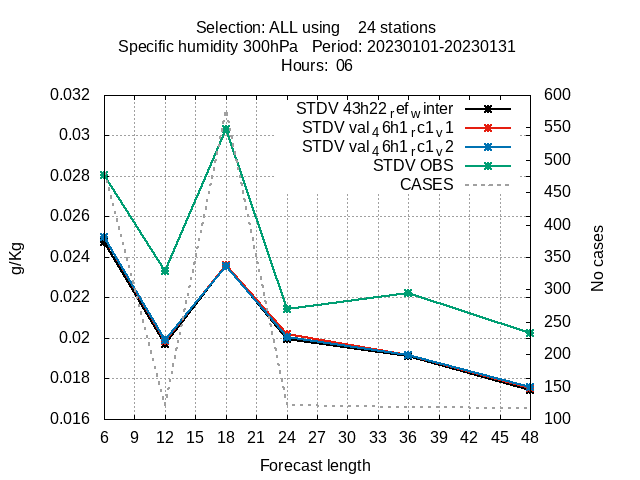 Selection: ALL using    24 stations
Specific humidity 300hPa   Period: 20230101-20230131
Hours:  06
0.032
0.03
0.028
0.026
0.024
0.022
0.02
0.018
0.016
600
550
500
450
400
350
300
250
200
150
100
STDV 43h22refwinter
STDV val46h1rc1v1
STDV val46h1rc1v2
STDV OBS
CASES
g/Kg
No cases
6 9 12 15 18 21 24 27 30 33 36 39 42 45 48
Forecast length